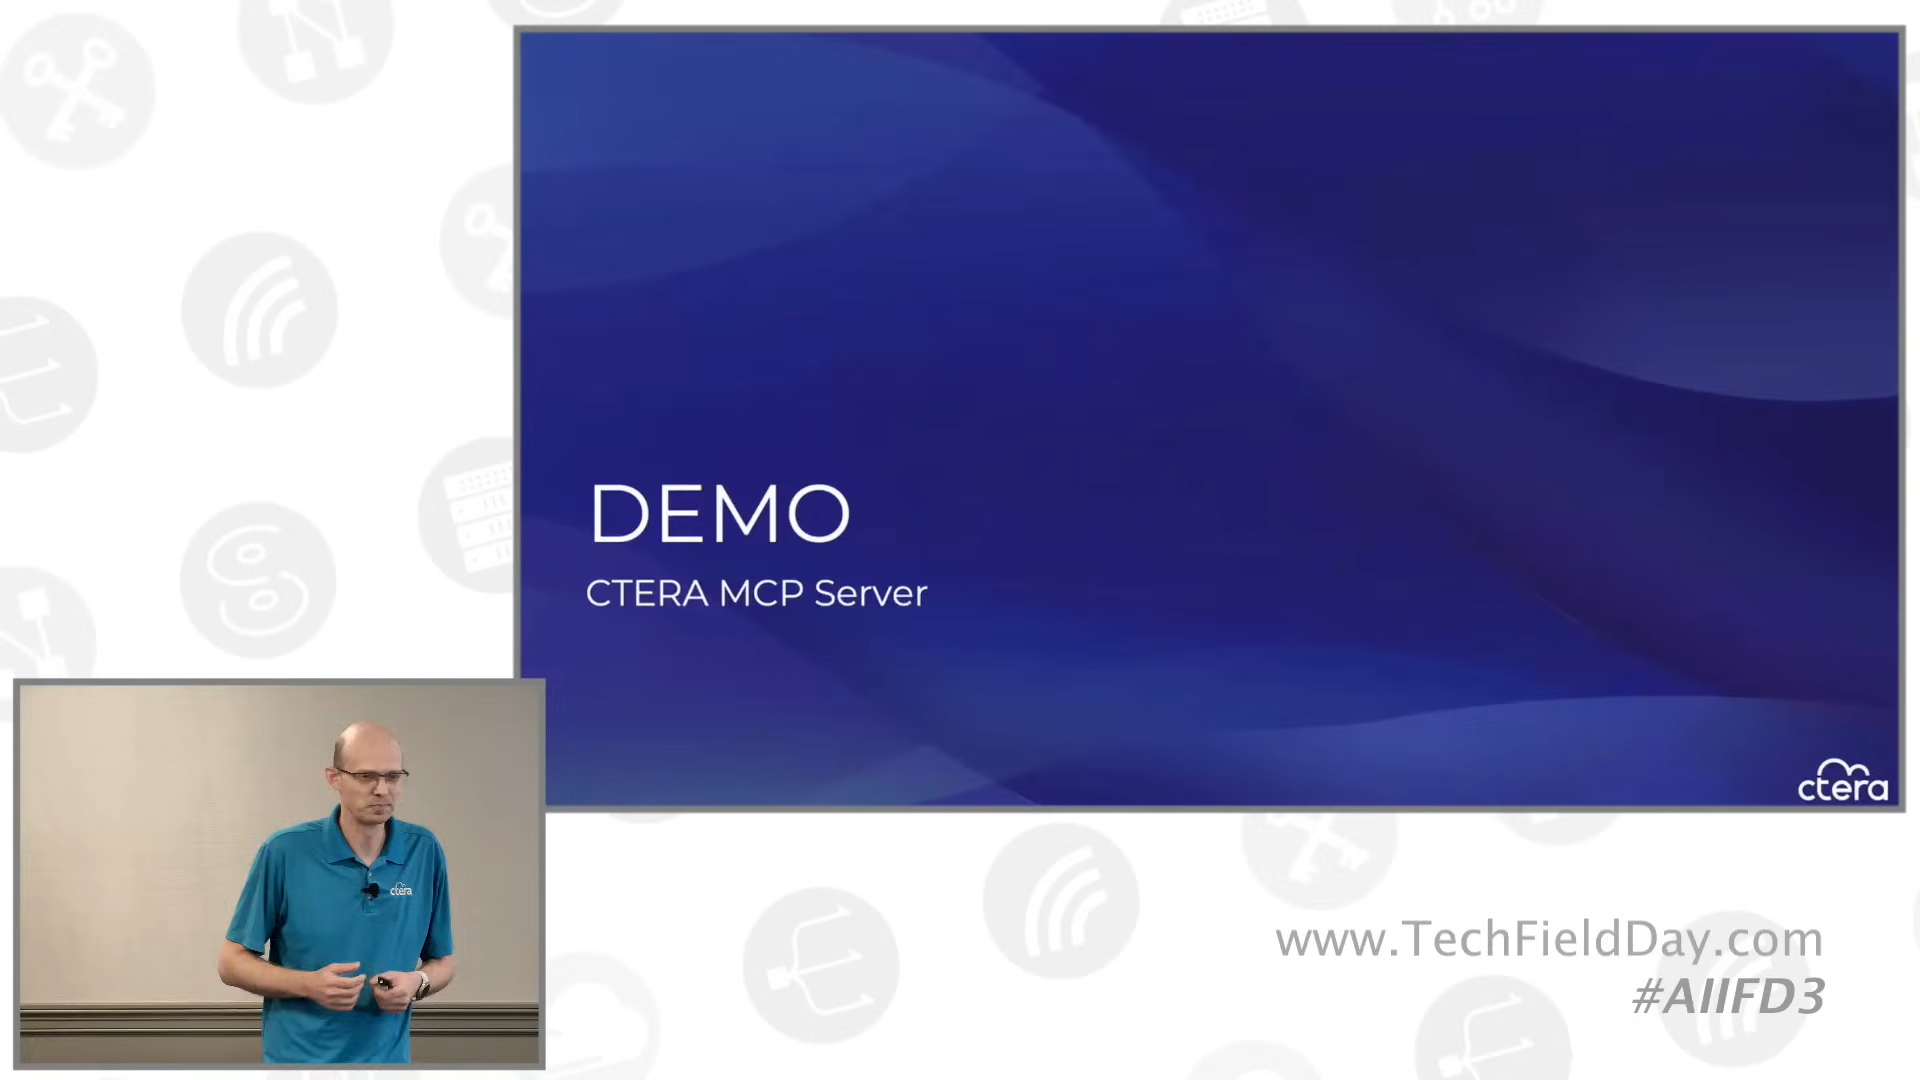 DEMO
CTERA MCP Server
ctera
ctera
www.TechFieldDay.com
#AIIFD3